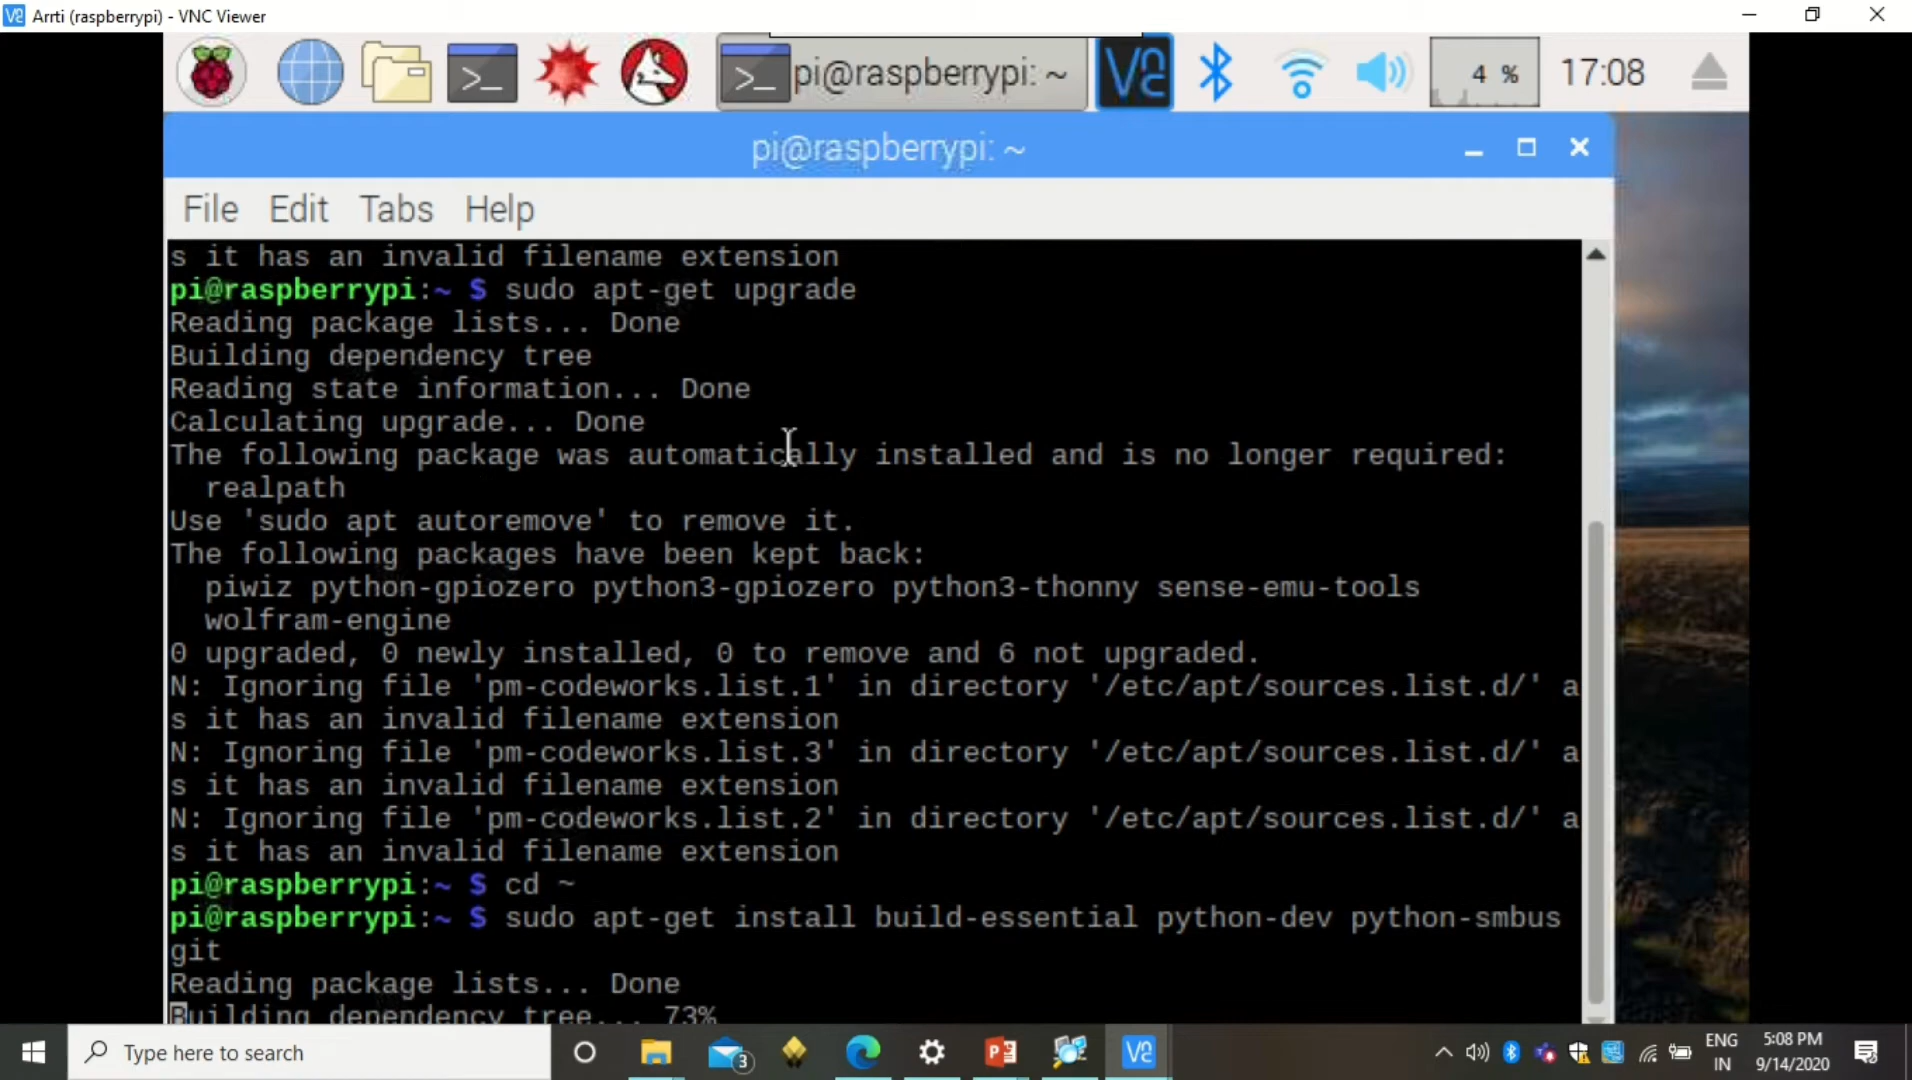 Arrti (raspberrypi) - VNC Viewer
pi@raspberrypi: ~
4 %
17:08
pi@raspberrypi: ~
File Edit Tabs Help
s it has an invalid filename extension
pi@raspberrypi:~ $ sudo apt-get upgrade
Reading package lists... Done
Building dependency tree
Reading state information... Done
Calculating upgrade... Done
The following package was automatically installed and is no longer required:
realpath
Use 'sudo apt autoremove' to remove it.
The following packages have been kept back:
piwiz python-gpiozero python3-gpiozero python3-thonny sense-emu-tools
wolfram-engine
0 upgraded, 0 newly installed, 0 to remove and 6 not upgraded.
N: Ignoring file 'pm-codeworks.list.1' in directory '/etc/apt/sources.list.d/' a
s it has an invalid filename extension
N: Ignoring file 'pm-codeworks.list.3' in directory '/etc/apt/sources.list.d/' a
s it has an invalid filename extension
N: Ignoring file 'pm-codeworks.list.2' in directory '/etc/apt/sources.list.d/' a
s it has an invalid filename extension
pi@raspberrypi:~ $ cd ~
pi@raspberrypi:~ $ sudo apt-get install build-essential python-dev python-smbus
git
Reading package lists... Done
Building dependency tree... 73%
Type here to search
3
ENG
IN
5:08 PM
9/14/2020